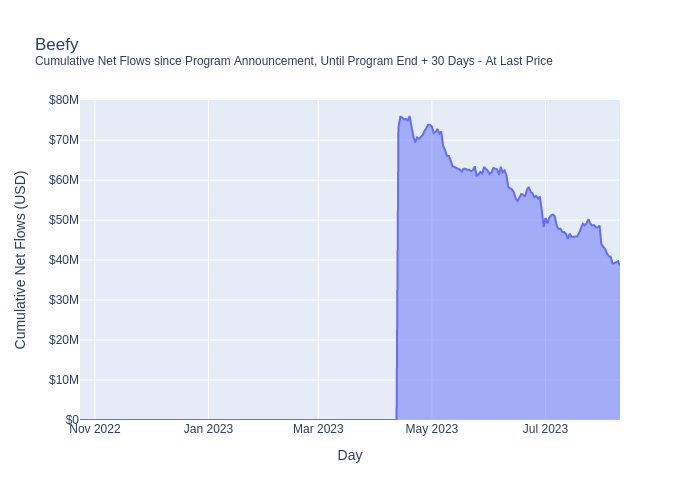 Beefy
Cumulative Net Flows since Program Announcement, Until Program End + 30 Days - At Last Price
$80M
$70M
$60M
$50M
$40M
$30M
$20M
$10M
$0
Cumulative Net Flows (USD)
Nov 2022 Jan 2023 Mar 2023 May 2023 Jul 2023
Day